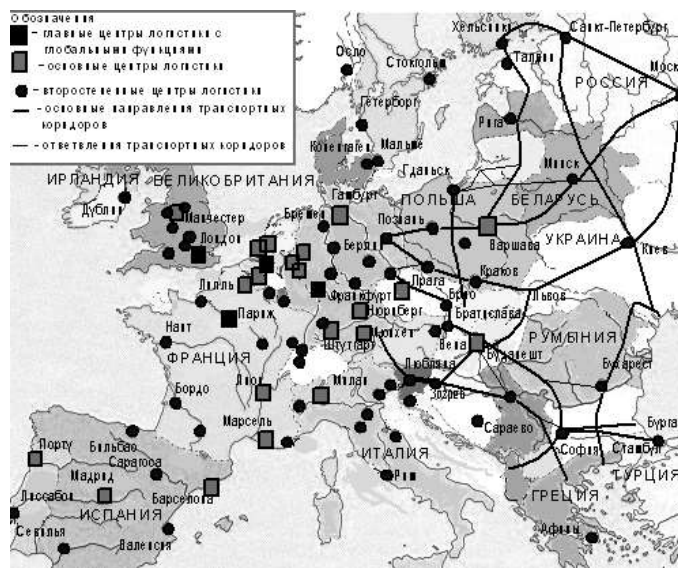 Обозначения
- главные центры логистики с
глобальными функциями
- основные центры логистики
- второстепенные центры логистики
- основные направления транспортных
коридоров
- ответвления транспортных коридоров
Осло
Хельсинки
Санкт-Петербург
Стокгольм
Таллин
РОССИЯ
Гетерборг
Рига
Копенгаген
Мальме
Минск
ИРЛАНДИЯ
ВЕЛИКОБРИТАНИЯ
Гданьск
Дублин
Манчестер
Гамбург
ПОЛЬША
БЕЛАРУСЬ
Бремен
Познань
Лондон
Берлин
Варшава
УКРАИНА
Киев
Лилль
Прага
Краков
Франкфурт
Брно
Львов
Париж
Нюрнберг
Братислава
Нант
Мюнхен
РУМЫНИЯ
Штутгарт
Вена
Будапешт
ФРАНЦИЯ
Любляна
Бухарест
Лион
Милан
Загреб
Бордо
Марсель
Сараево
Бургас
Порту
Бильбао
ИТАЛИЯ
София
Стамбул
Сарагоса
Мадрид
Рим
ТУРЦИЯ
Лиссабон
Барселона
ГРЕЦИЯ
ИСПАНИЯ
Севилья
Валенсия
Афины